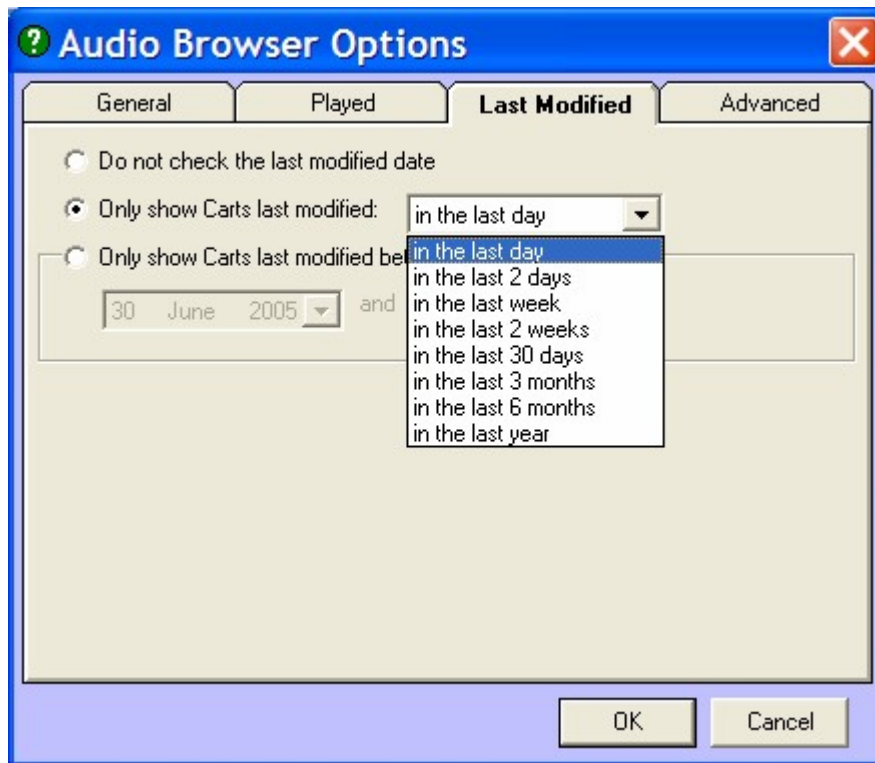 Audio Browser Options
General Played Last Modified Advanced
Do not check the last modified date
Only show Carts last modified: in the last day
Only show Carts last modified
30 June 2005 and
in the last day
in the last 2 days
in the last week
in the last 2 weeks
in the last 30 days
in the last 3 months
in the last 6 months
in the last year
OK Cancel